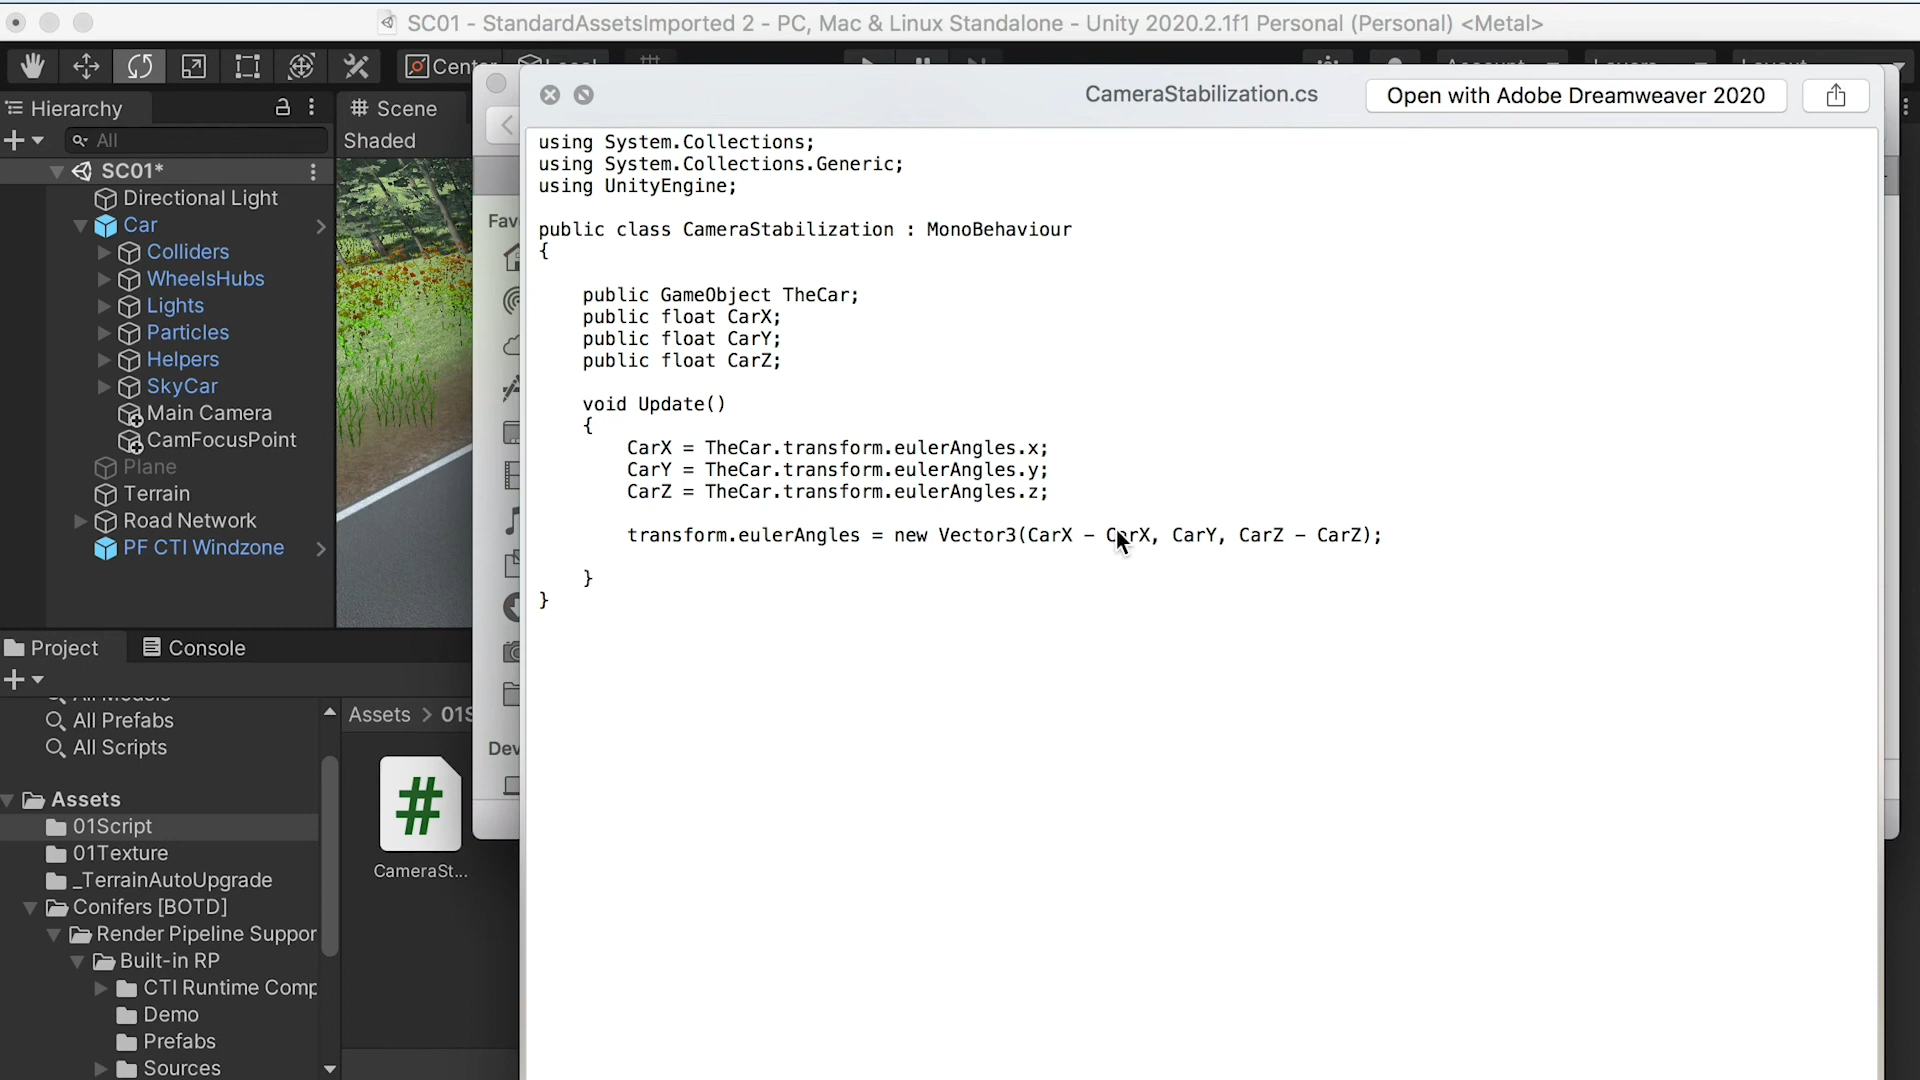 SC01 - StandardAssetsImported 2 - PC, Mac & Linux Standalone - Unity 2020.2.1f1 Personal (Personal) <Metal>
Hierarchy
Scene
All
Shaded
SC01*
Directional Light
Car
Colliders
WheelsHubs
Lights
Particles
Helpers
SkyCar
Main Camera
CamFocusPoint
Plane
Terrain
Road Network
PF CTI Windzone
Project
Console
All Prefabs
All Scripts
Assets
01Script
01Texture
_TerrainAutoUpgrade
Conifers [BOTD]
Render Pipeline Suppor
Built-in RP
CTI Runtime Comp
Demo
Prefabs
Sources
Assets > 01S
CameraSt...
Fav
Dev
CameraStabilization.cs
Open with Adobe Dreamweaver 2020
using System.Collections;
using System.Collections.Generic;
using UnityEngine;
public class CameraStabilization : MonoBehaviour
{
public GameObject TheCar;
public float CarX;
public float CarY;
public float CarZ;
void Update()
{
CarX = TheCar.transform.eulerAngles.x;
CarY = TheCar.transform.eulerAngles.y;
CarZ = TheCar.transform.eulerAngles.z;
transform.eulerAngles = new Vector3(CarX - CarX, CarY, CarZ - CarZ);
}
}